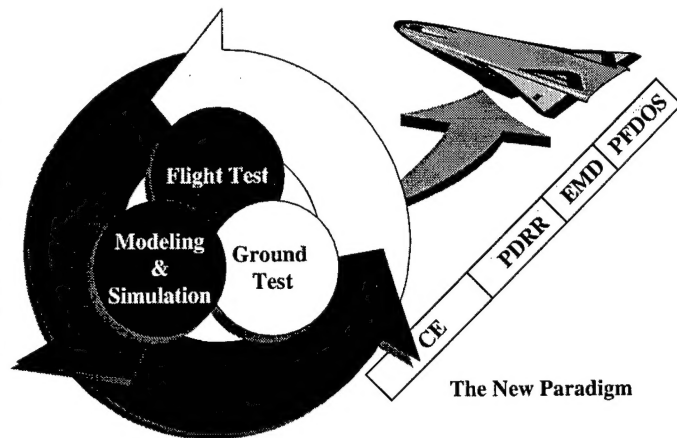 Flight Test
Modeling
&
Simulation
Ground
Test
CE
PDRR
EMD
PFDOS
The New Paradigm